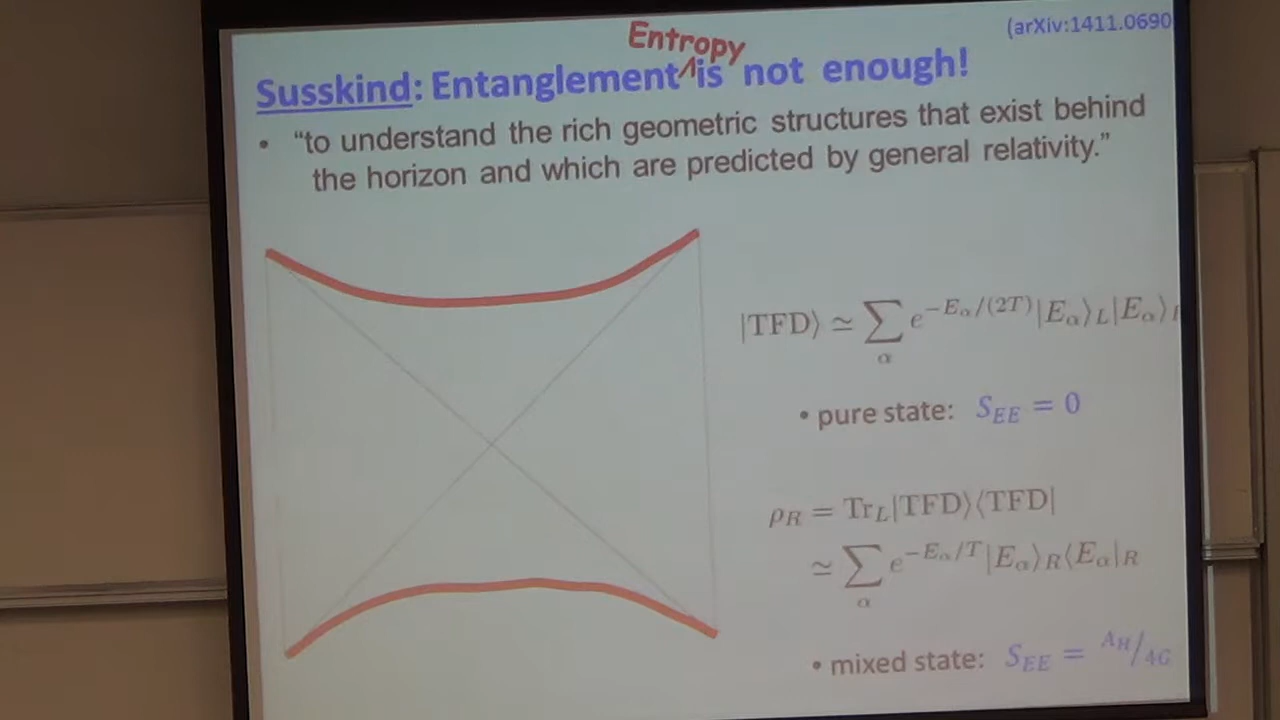 (arXiv:1411.0690
Entropy
Susskind: Entanglement ^ is not enough!
• “to understand the rich geometric structures that exist behind
the horizon and which are predicted by general relativity.”
|TFD⟩ ≃ ∑_α e^{−E_α/(2T)} |E_α⟩_L |E_α⟩
• pure state: S_EE = 0
ρ_R = Tr_L |TFD⟩⟨TFD|
≃ ∑_α e^{−E_α/T} |E_α⟩_R ⟨E_α|_R
• mixed state: S_EE = A_H/4G